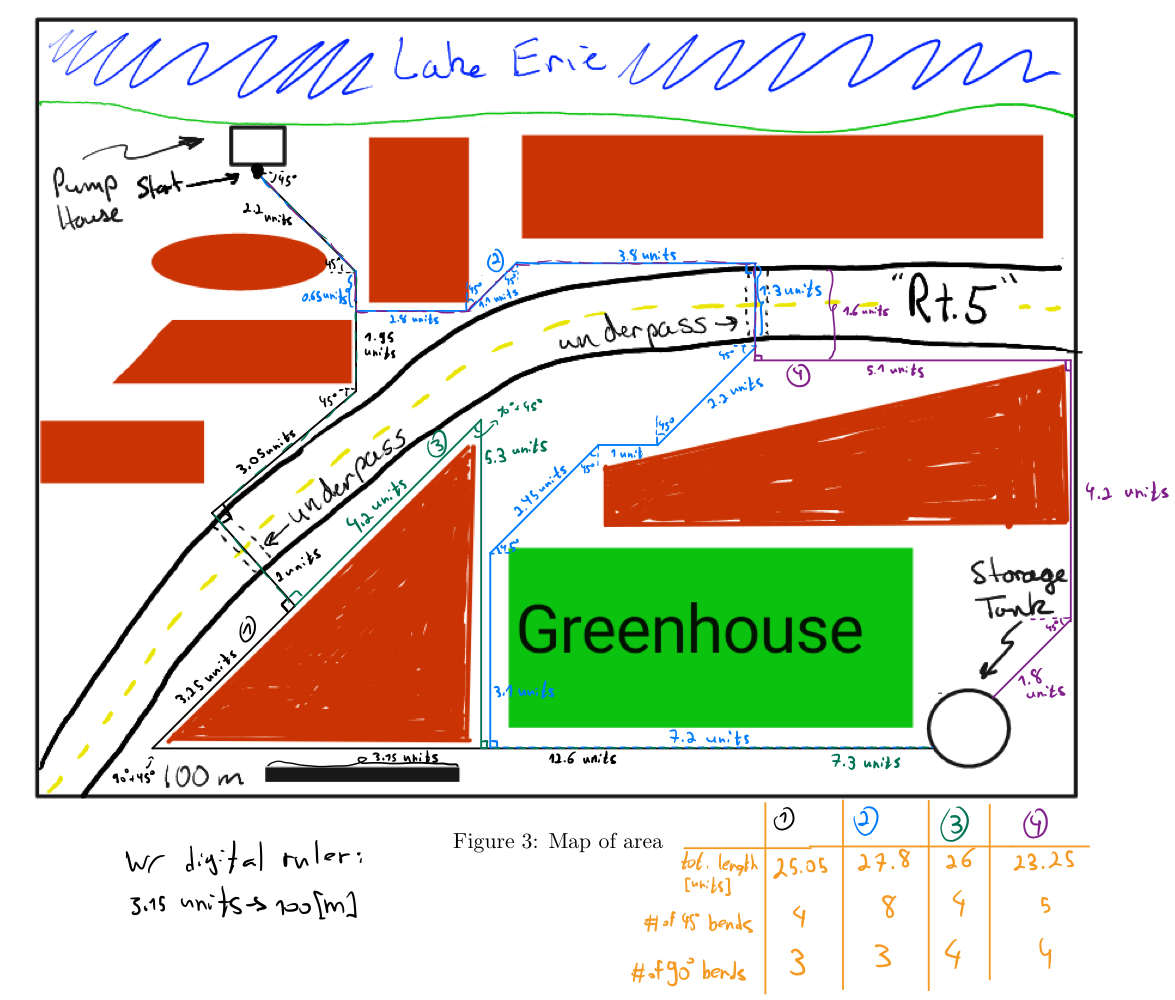 Lake Erie
Pump
House
Start
45°
2.2 units
45°
0.65 units
2.8 units
45°
1.1 units
45°
②
3.8 units
1.3 units
1.6 units
"Rt.5"
underpass →
1.95
units
45°
3.05 units
45°
④
5.1 units
2.2 units
45°
1 unit
45°
2.45 units
45°
90°+45°
③
5.3 units
4.2 units
underpass
2 units
4.2 units
Storage
Tank
45°
1.8
units
Greenhouse
①
3.25 units
3.1 units
7.2 units
90°+45°
100 m
3.15 units
12.6 units
7.3 units
Figure 3: Map of area
W/ digital ruler:
3.15 units → 100[m]
① ② ③ ④
tot. length
[units] 25.05 27.8 26 23.25
# of 45° bends 4 8 4 5
# of 90° bends 3 3 4 4